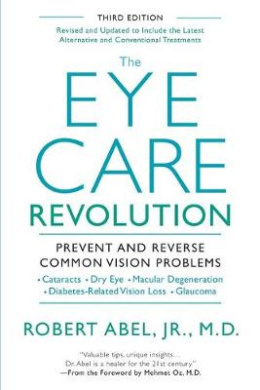 THIRD EDITION
Revised and Updated to Include the Latest
Alternative and Conventional Treatments
The
EYE
CARE
REVOLUTION
PREVENT AND REVERSE
COMMON VISION PROBLEMS
• Cataracts • Dry Eye • Macular Degeneration
• Diabetes-Related Vision Loss • Glaucoma
ROBERT ABEL, JR., M.D.
"Valuable tips, unique insights...
Dr. Abel is a healer for the 21st century."
—From the Foreword by Mehmet Oz, M.D.